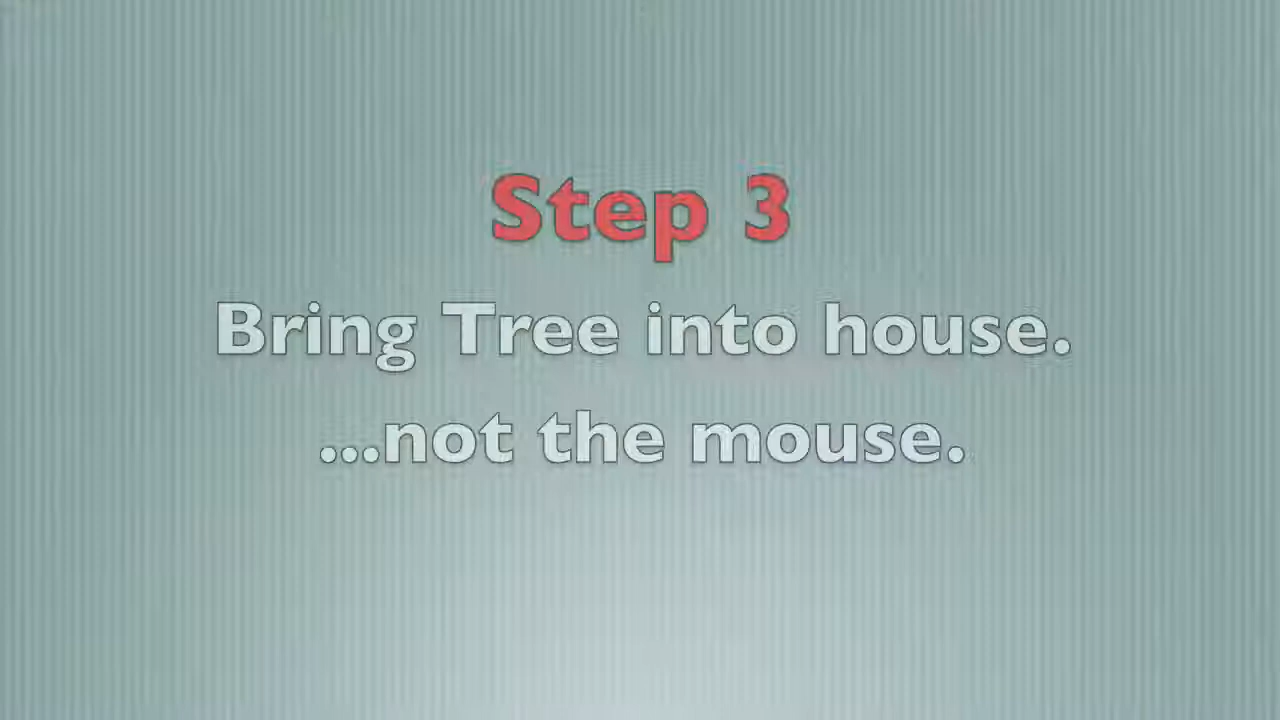 Step 3
Bring Tree into house.
...not the mouse.